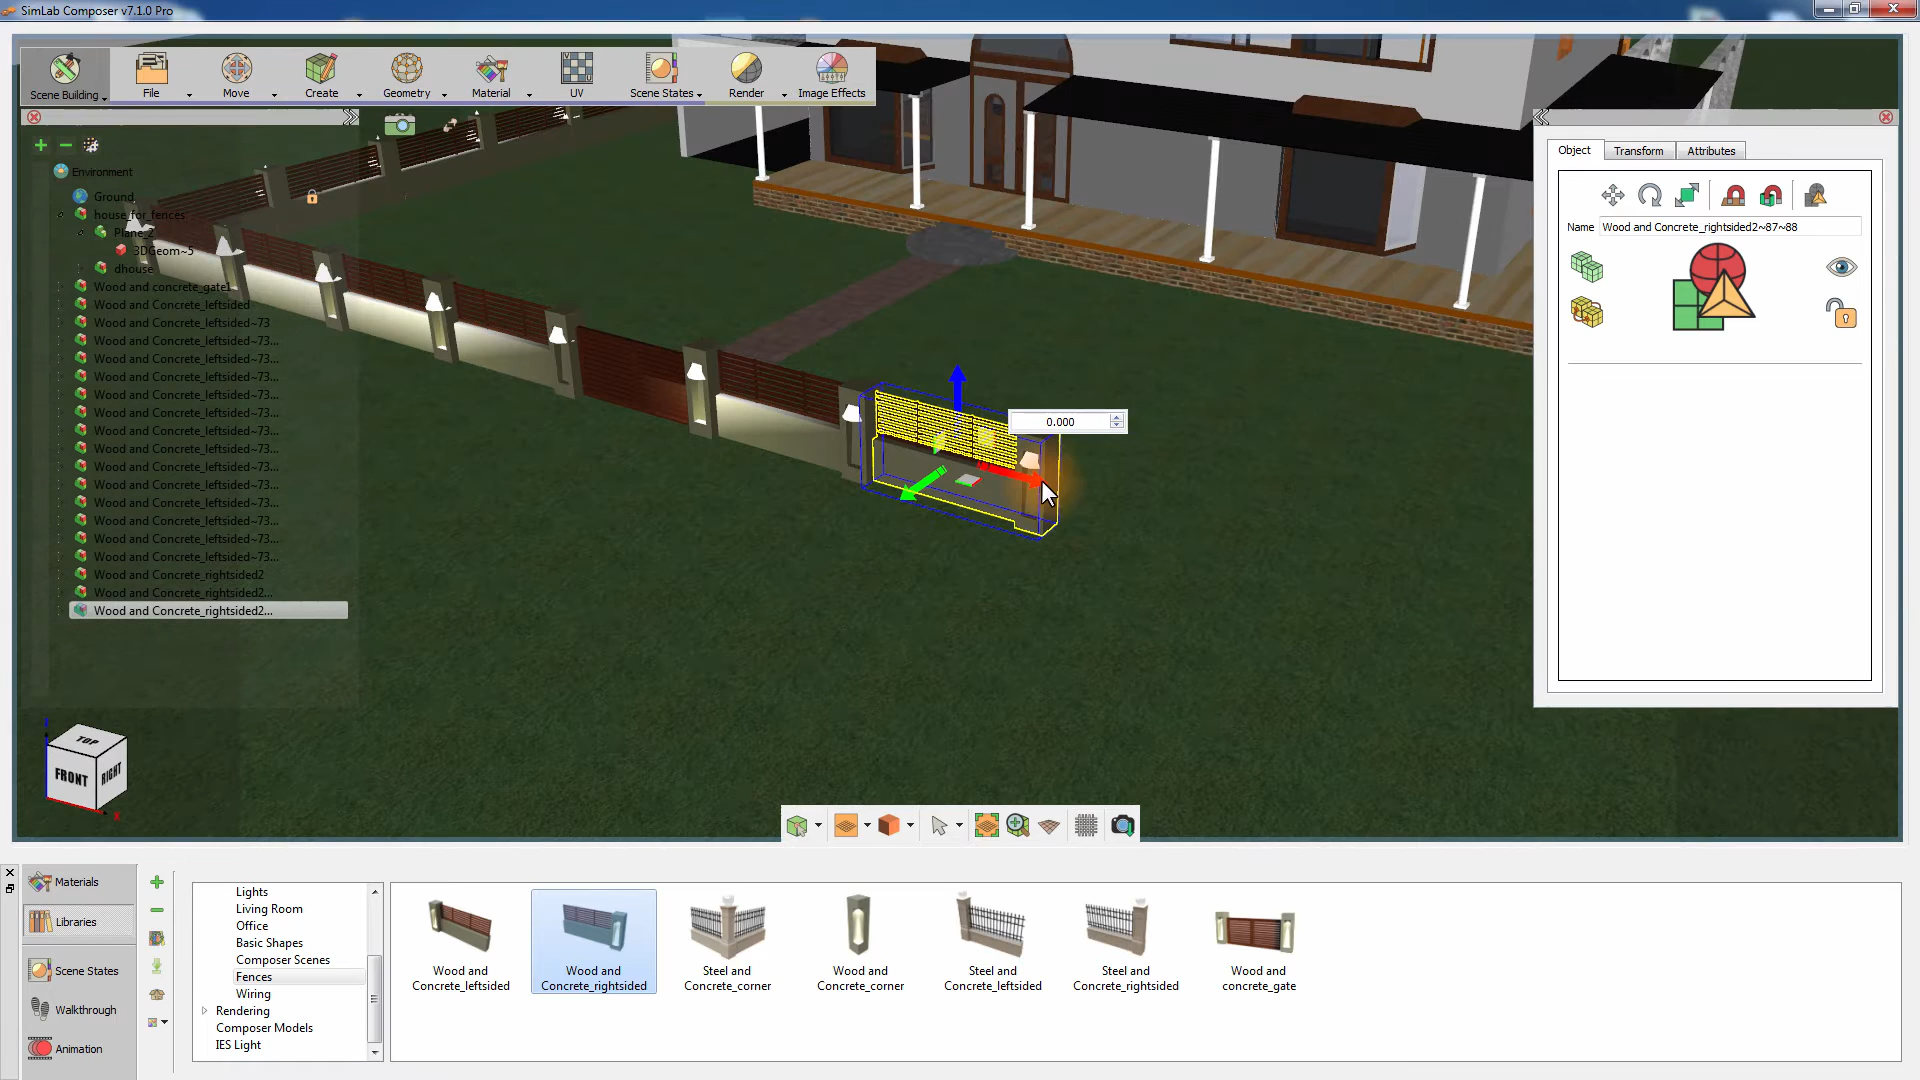 SimLab Composer v7.1.0 Pro
Scene Building
File
Move
Create
Geometry
Material
UV
Scene States
Render
Image Effects
Environment
Ground
house_for_fences
Plane_2
3DGeom~5
dhouse
Wood and concrete_gate1
Wood and Concrete_leftsided
Wood and Concrete_leftsided~73
Wood and Concrete_leftsided~73...
Wood and Concrete_leftsided~73...
Wood and Concrete_leftsided~73...
Wood and Concrete_leftsided~73...
Wood and Concrete_leftsided~73...
Wood and Concrete_leftsided~73...
Wood and Concrete_leftsided~73...
Wood and Concrete_leftsided~73...
Wood and Concrete_leftsided~73...
Wood and Concrete_leftsided~73...
Wood and Concrete_leftsided~73...
Wood and Concrete_leftsided~73...
Wood and Concrete_leftsided~73...
Wood and Concrete_rightsided2
Wood and Concrete_rightsided2...
Wood and Concrete_rightsided2...
0.000
Object
Transform
Attributes
Name
Wood and Concrete_rightsided2~87~88
TOP
FRONT
RIGHT
X
Materials
Libraries
Scene States
Walkthrough
Animation
Lights
Living Room
Office
Basic Shapes
Composer Scenes
Fences
Wiring
Rendering
Composer Models
IES Light
Wood and
Concrete_leftsided
Wood and
Concrete_rightsided
Steel and
Concrete_corner
Wood and
Concrete_corner
Steel and
Concrete_leftsided
Steel and
Concrete_rightsided
Wood and
concrete_gate